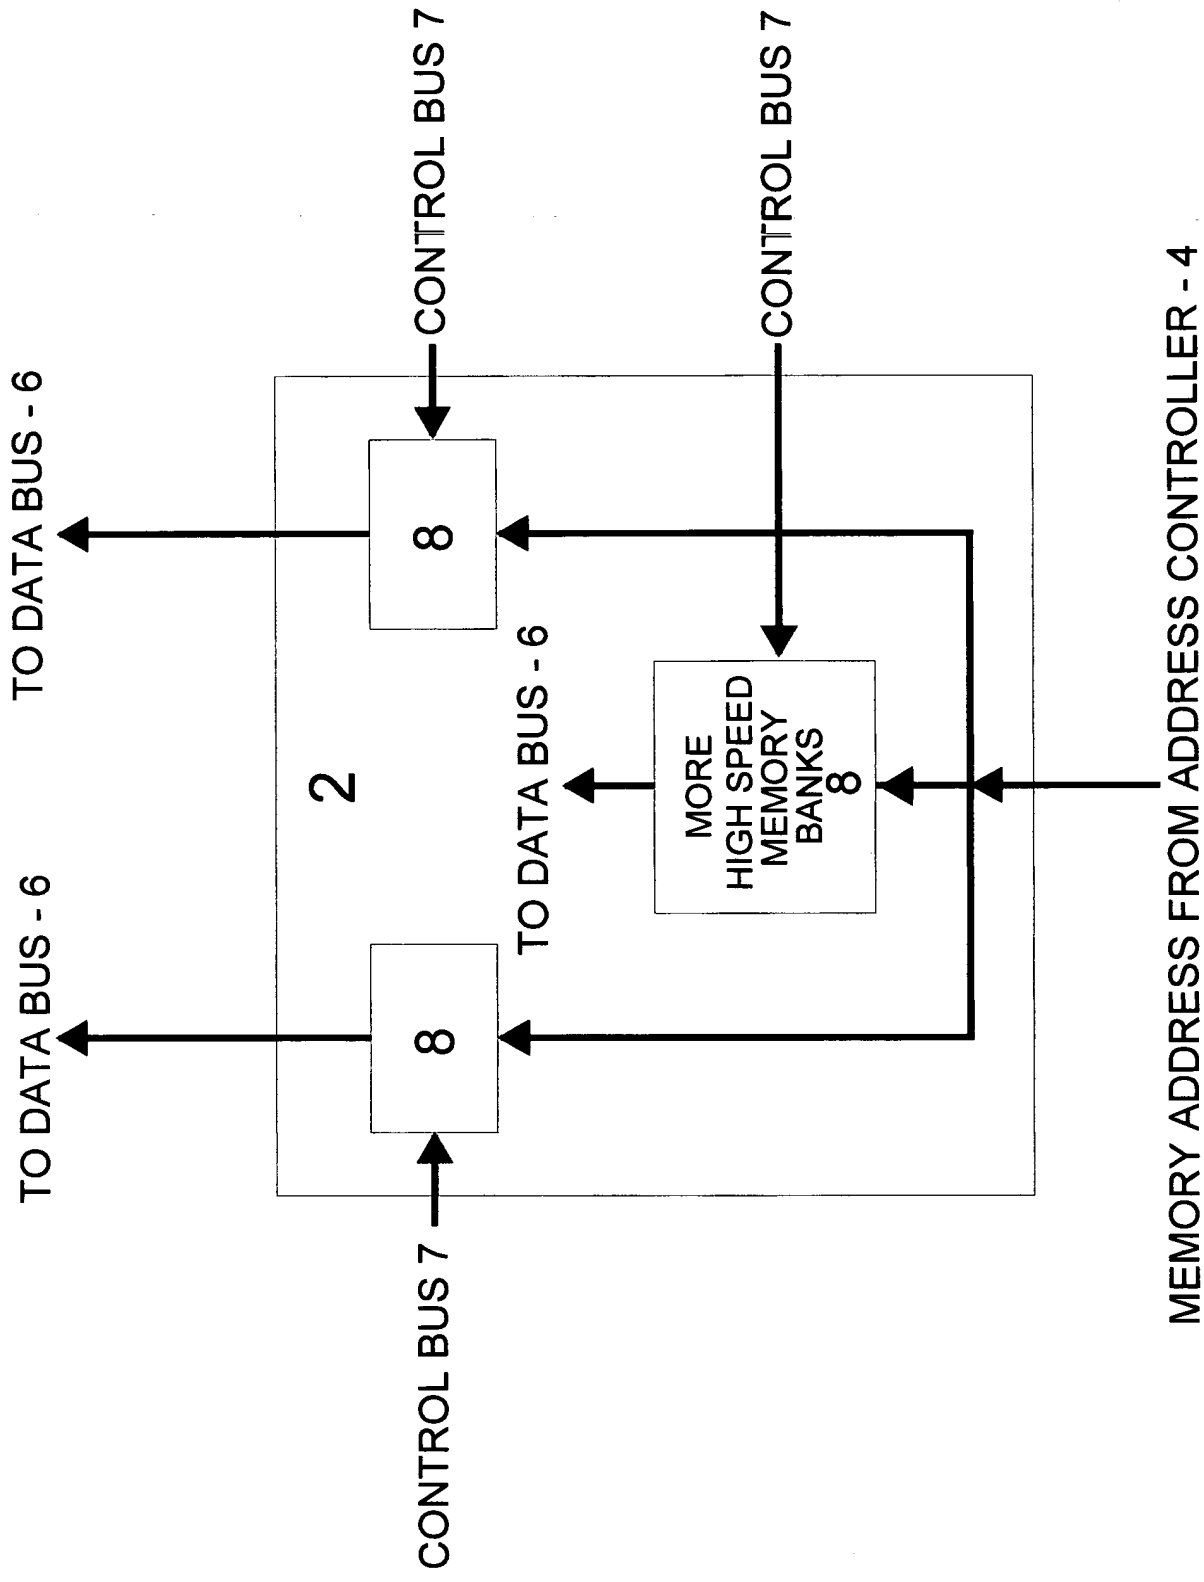 TO DATA BUS - 6
TO DATA BUS - 6
2
CONTROL BUS 7
8
8
CONTROL BUS 7
TO DATA BUS - 6
MORE
HIGH SPEED
MEMORY
BANKS
8
CONTROL BUS 7
MEMORY ADDRESS FROM ADDRESS CONTROLLER - 4